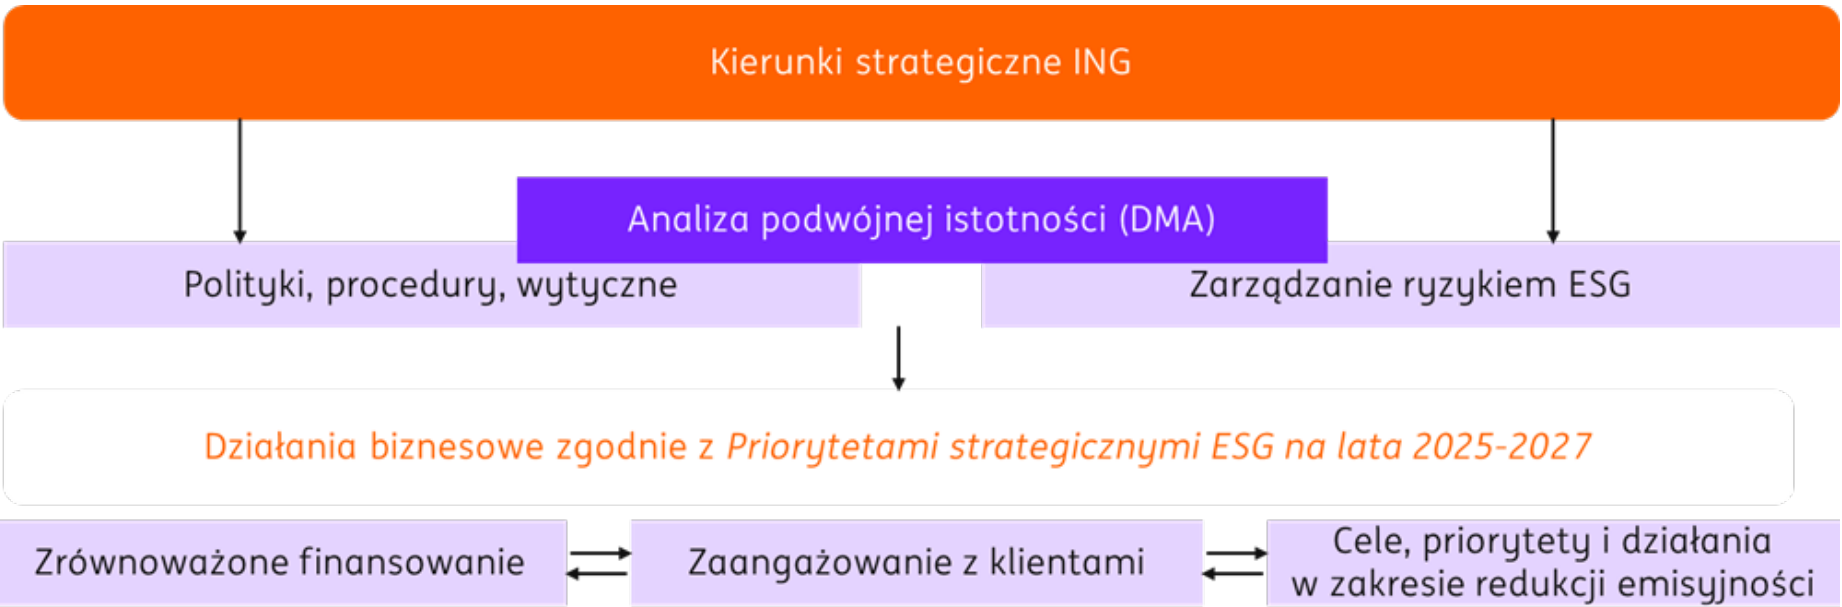 Kierunki strategiczne ING
Analiza podwójnej istotności (DMA)
Polityki, procedury, wytyczne
Zarządzanie ryzykiem ESG
Działania biznesowe zgodnie z Priorytetami strategicznymi ESG na lata 2025-2027
Zrównoważone finansowanie
Zaangażowanie z klientami
Cele, priorytety i działania
w zakresie redukcji emisyjności